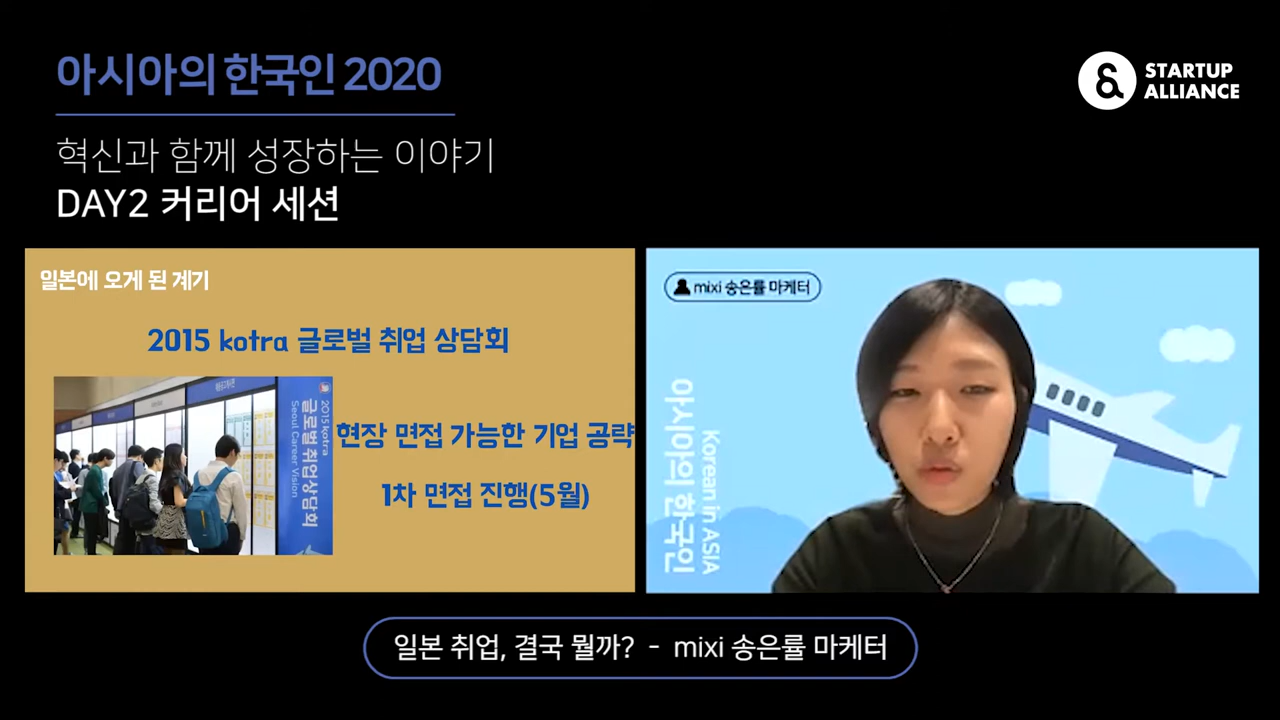 아시아의 한국인 2020
혁신과 함께 성장하는 이야기
DAY2 커리어 세션
STARTUP
ALLIANCE
일본에 오게 된 계기
2015 kotra 글로벌 취업 상담회
2015 kotra
글로벌 취업상담회
Seoul Career Vision
현장 면접 가능한 기업 공략
1차 면접 진행(5월)
mixi 송은률 마케터
아시아의 한국인
Korean in ASIA
일본 취업, 결국 뭘까? - mixi 송은률 마케터